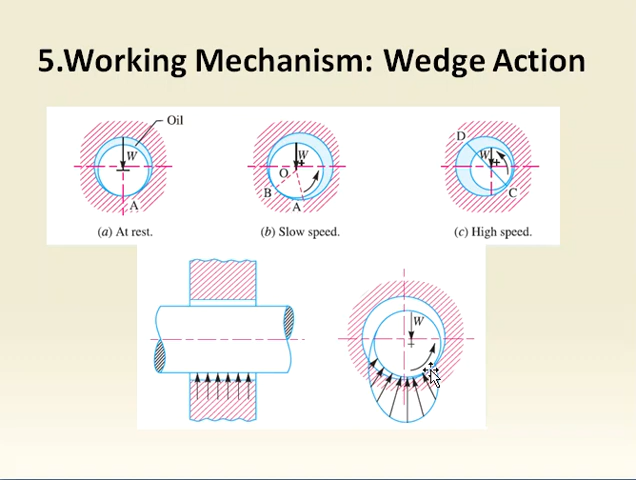 5.Working Mechanism: Wedge Action
Oil
W
A
(a) At rest.
W
O
B
A
(b) Slow speed.
D
W
C
(c) High speed.
W